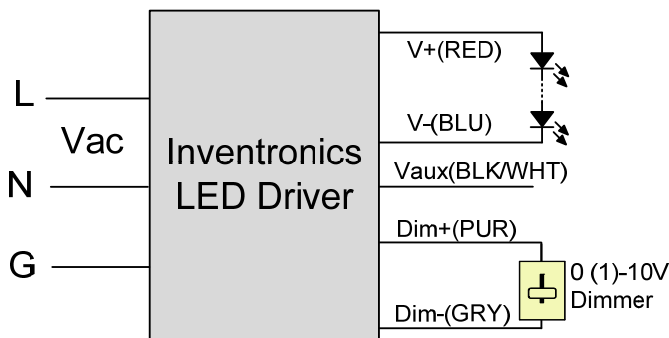 L
Vac
N
G
Inventronics
LED Driver
V+(RED)
V-(BLU)
Vaux(BLK/WHT)
Dim+(PUR)
Dim-(GRY)
0 (1)-10V
Dimmer